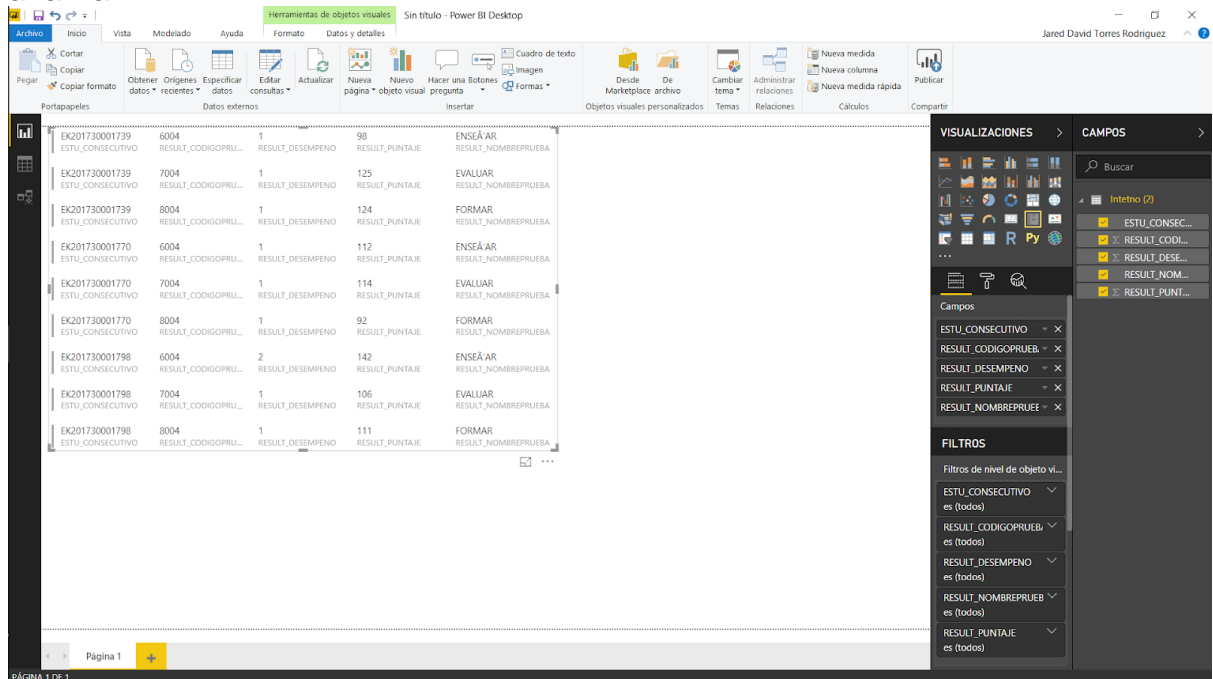 Herramientas de objetos visuales Sin título - Power BI Desktop
Archivo Inicio Vista Modelado Ayuda Formato Datos y detalles Jared David Torres Rodriguez
Pegar
Cortar
Copiar
Copiar formato
Portapapeles
Obtener datos
Orígenes recientes
Especificar datos
Editar consultas
Actualizar
Datos externos
Nueva página
Nuevo objeto visual
Hacer una pregunta
Botones
Cuadro de texto
Imagen
Formas
Insertar
Desde Marketplace
De archivo
Objetos visuales personalizados
Cambiar tema
Temas
Administrar relaciones
Relaciones
Nueva medida
Nueva columna
Nueva medida rápida
Cálculos
Publicar
Compartir
EK201730001739 6004 1 98 ENSEÃ'AR
ESTU_CONSECUTIVO RESULT_CODIGOPRU... RESULT_DESEMPENO RESULT_PUNTAJE RESULT_NOMBREPRUEBA
EK201730001739 7004 1 125 EVALUAR
ESTU_CONSECUTIVO RESULT_CODIGOPRU... RESULT_DESEMPENO RESULT_PUNTAJE RESULT_NOMBREPRUEBA
EK201730001739 8004 1 124 FORMAR
ESTU_CONSECUTIVO RESULT_CODIGOPRU... RESULT_DESEMPENO RESULT_PUNTAJE RESULT_NOMBREPRUEBA
EK201730001770 6004 1 112 ENSEÃ'AR
ESTU_CONSECUTIVO RESULT_CODIGOPRU... RESULT_DESEMPENO RESULT_PUNTAJE RESULT_NOMBREPRUEBA
EK201730001770 7004 1 114 EVALUAR
ESTU_CONSECUTIVO RESULT_CODIGOPRU... RESULT_DESEMPENO RESULT_PUNTAJE RESULT_NOMBREPRUEBA
EK201730001770 8004 1 92 FORMAR
ESTU_CONSECUTIVO RESULT_CODIGOPRU... RESULT_DESEMPENO RESULT_PUNTAJE RESULT_NOMBREPRUEBA
EK201730001798 6004 2 142 ENSEÃ'AR
ESTU_CONSECUTIVO RESULT_CODIGOPRU... RESULT_DESEMPENO RESULT_PUNTAJE RESULT_NOMBREPRUEBA
EK201730001798 7004 1 106 EVALUAR
ESTU_CONSECUTIVO RESULT_CODIGOPRU... RESULT_DESEMPENO RESULT_PUNTAJE RESULT_NOMBREPRUEBA
EK201730001798 8004 1 111 FORMAR
ESTU_CONSECUTIVO RESULT_CODIGOPRU... RESULT_DESEMPENO RESULT_PUNTAJE RESULT_NOMBREPRUEBA
VISUALIZACIONES
R Py
Campos
ESTU_CONSECUTIVO
RESULT_CODIGOPRUEB
RESULT_DESEMPENO
RESULT_PUNTAJE
RESULT_NOMBREPRUEE
FILTROS
Filtros de nivel de objeto vi...
ESTU_CONSECUTIVO
es (todos)
RESULT_CODIGOPRUEB
es (todos)
RESULT_DESEMPENO
es (todos)
RESULT_NOMBREPRUEB
es (todos)
RESULT_PUNTAJE
es (todos)
CAMPOS
Buscar
Intetno (2)
ESTU_CONSEC...
Σ RESULT_CODI...
Σ RESULT_DESE...
RESULT_NOM...
Σ RESULT_PUNT...
Página 1
PÁGINA 1 DE 1